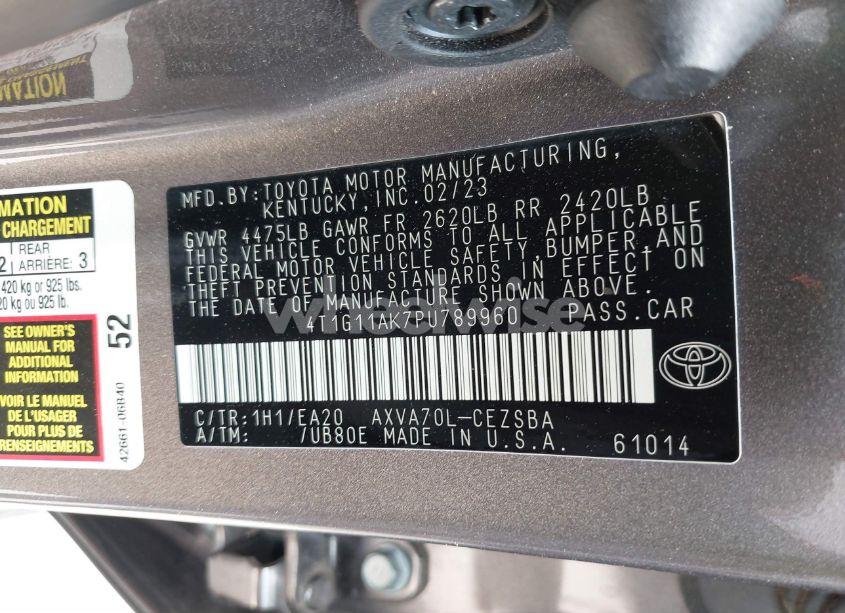 MFD.BY:TOYOTA MOTOR MANUFACTURING,
KENTUCKY,INC.02/23
GVWR 4475LB GAWR FR 2620LB RR 2420LB
THIS VEHICLE CONFORMS TO ALL APPLICABLE
FEDERAL MOTOR VEHICLE SAFETY,BUMPER,AND
THEFT PREVENTION STANDARDS IN EFFECT ON
THE DATE OF MANUFACTURE SHOWN ABOVE.
4T1G11AK7PU789960 PASS.CAR
wheelwise
C/TR:1H1/EA20 AXVA70L-CEZSBA
A/TM: /UB80E MADE IN U.S.A. 61014
MATION
CHARGEMENT
REAR
2 ARRIÈRE: 3
420 kg or 925 lbs.
20 kg ou 925 lb.
SEE OWNER'S
MANUAL FOR
ADDITIONAL
INFORMATION
VOIR LE MANUEL
DE L'USAGER
POUR PLUS DE
RENSEIGNEMENTS
52
42661-06B40
MATION